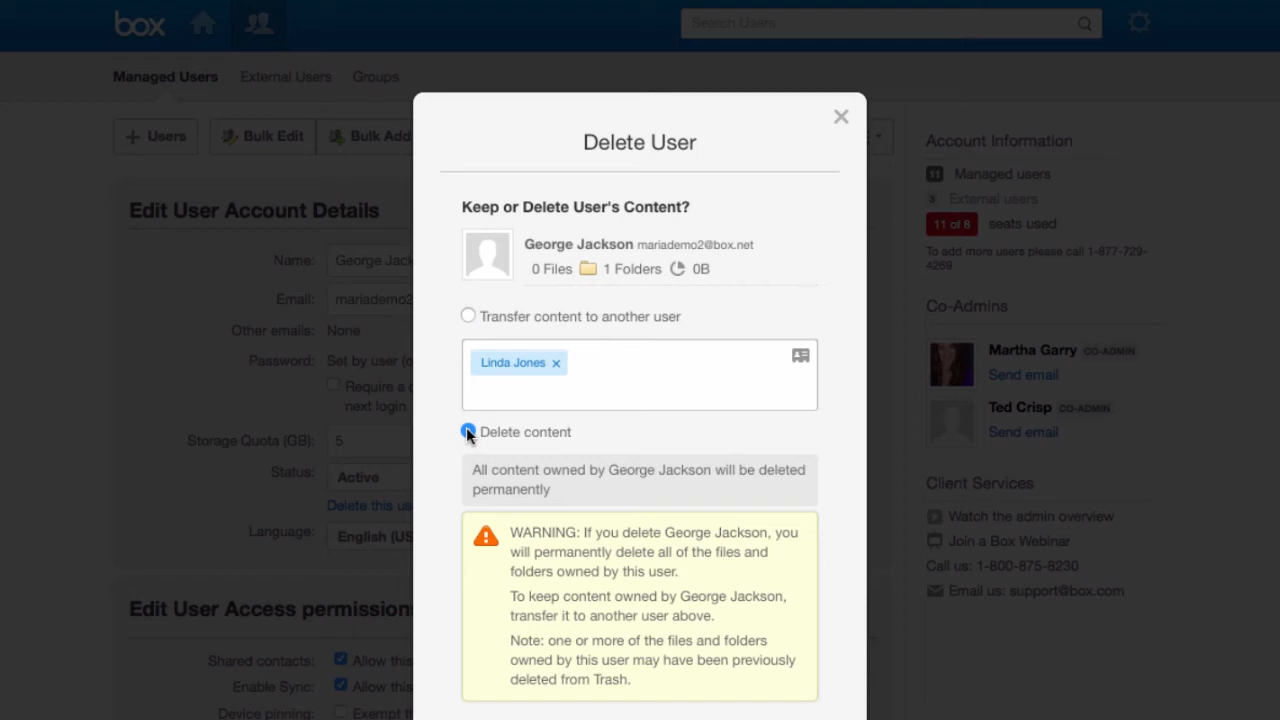 box
Search Users
Managed Users
External Users
Groups
+ Users
Bulk Edit
Bulk Add
Edit User Account Details
Name:
George Jack
Email:
mariademo2
Other emails:
None
Password:
Set by user (o
Require a
next login
Storage Quota (GB):
5
Status:
Active
Delete this use
Language:
English (US
Edit User Access permissions
Shared contacts:
Allow this
Enable Sync:
Allow this
Device pinning:
Exempt t
Delete User
Keep or Delete User's Content?
George Jackson mariademo2@box.net
0 Files 1 Folders 0B
Transfer content to another user
Linda Jones ×
Delete content
All content owned by George Jackson will be deleted
permanently
WARNING: If you delete George Jackson, you
will permanently delete all of the files and
folders owned by this user.
To keep content owned by George Jackson,
transfer it to another user above.
Note: one or more of the files and folders
owned by this user may have been previously
deleted from Trash.
Account Information
11 Managed users
3 External users
11 of 8 seats used
To add more users please call 1-877-729-
4269
Co-Admins
Martha Garry CO-ADMIN
Send email
Ted Crisp CO-ADMIN
Send email
Client Services
Watch the admin overview
Join a Box Webinar
Call us: 1-800-875-8230
Email us: support@box.com